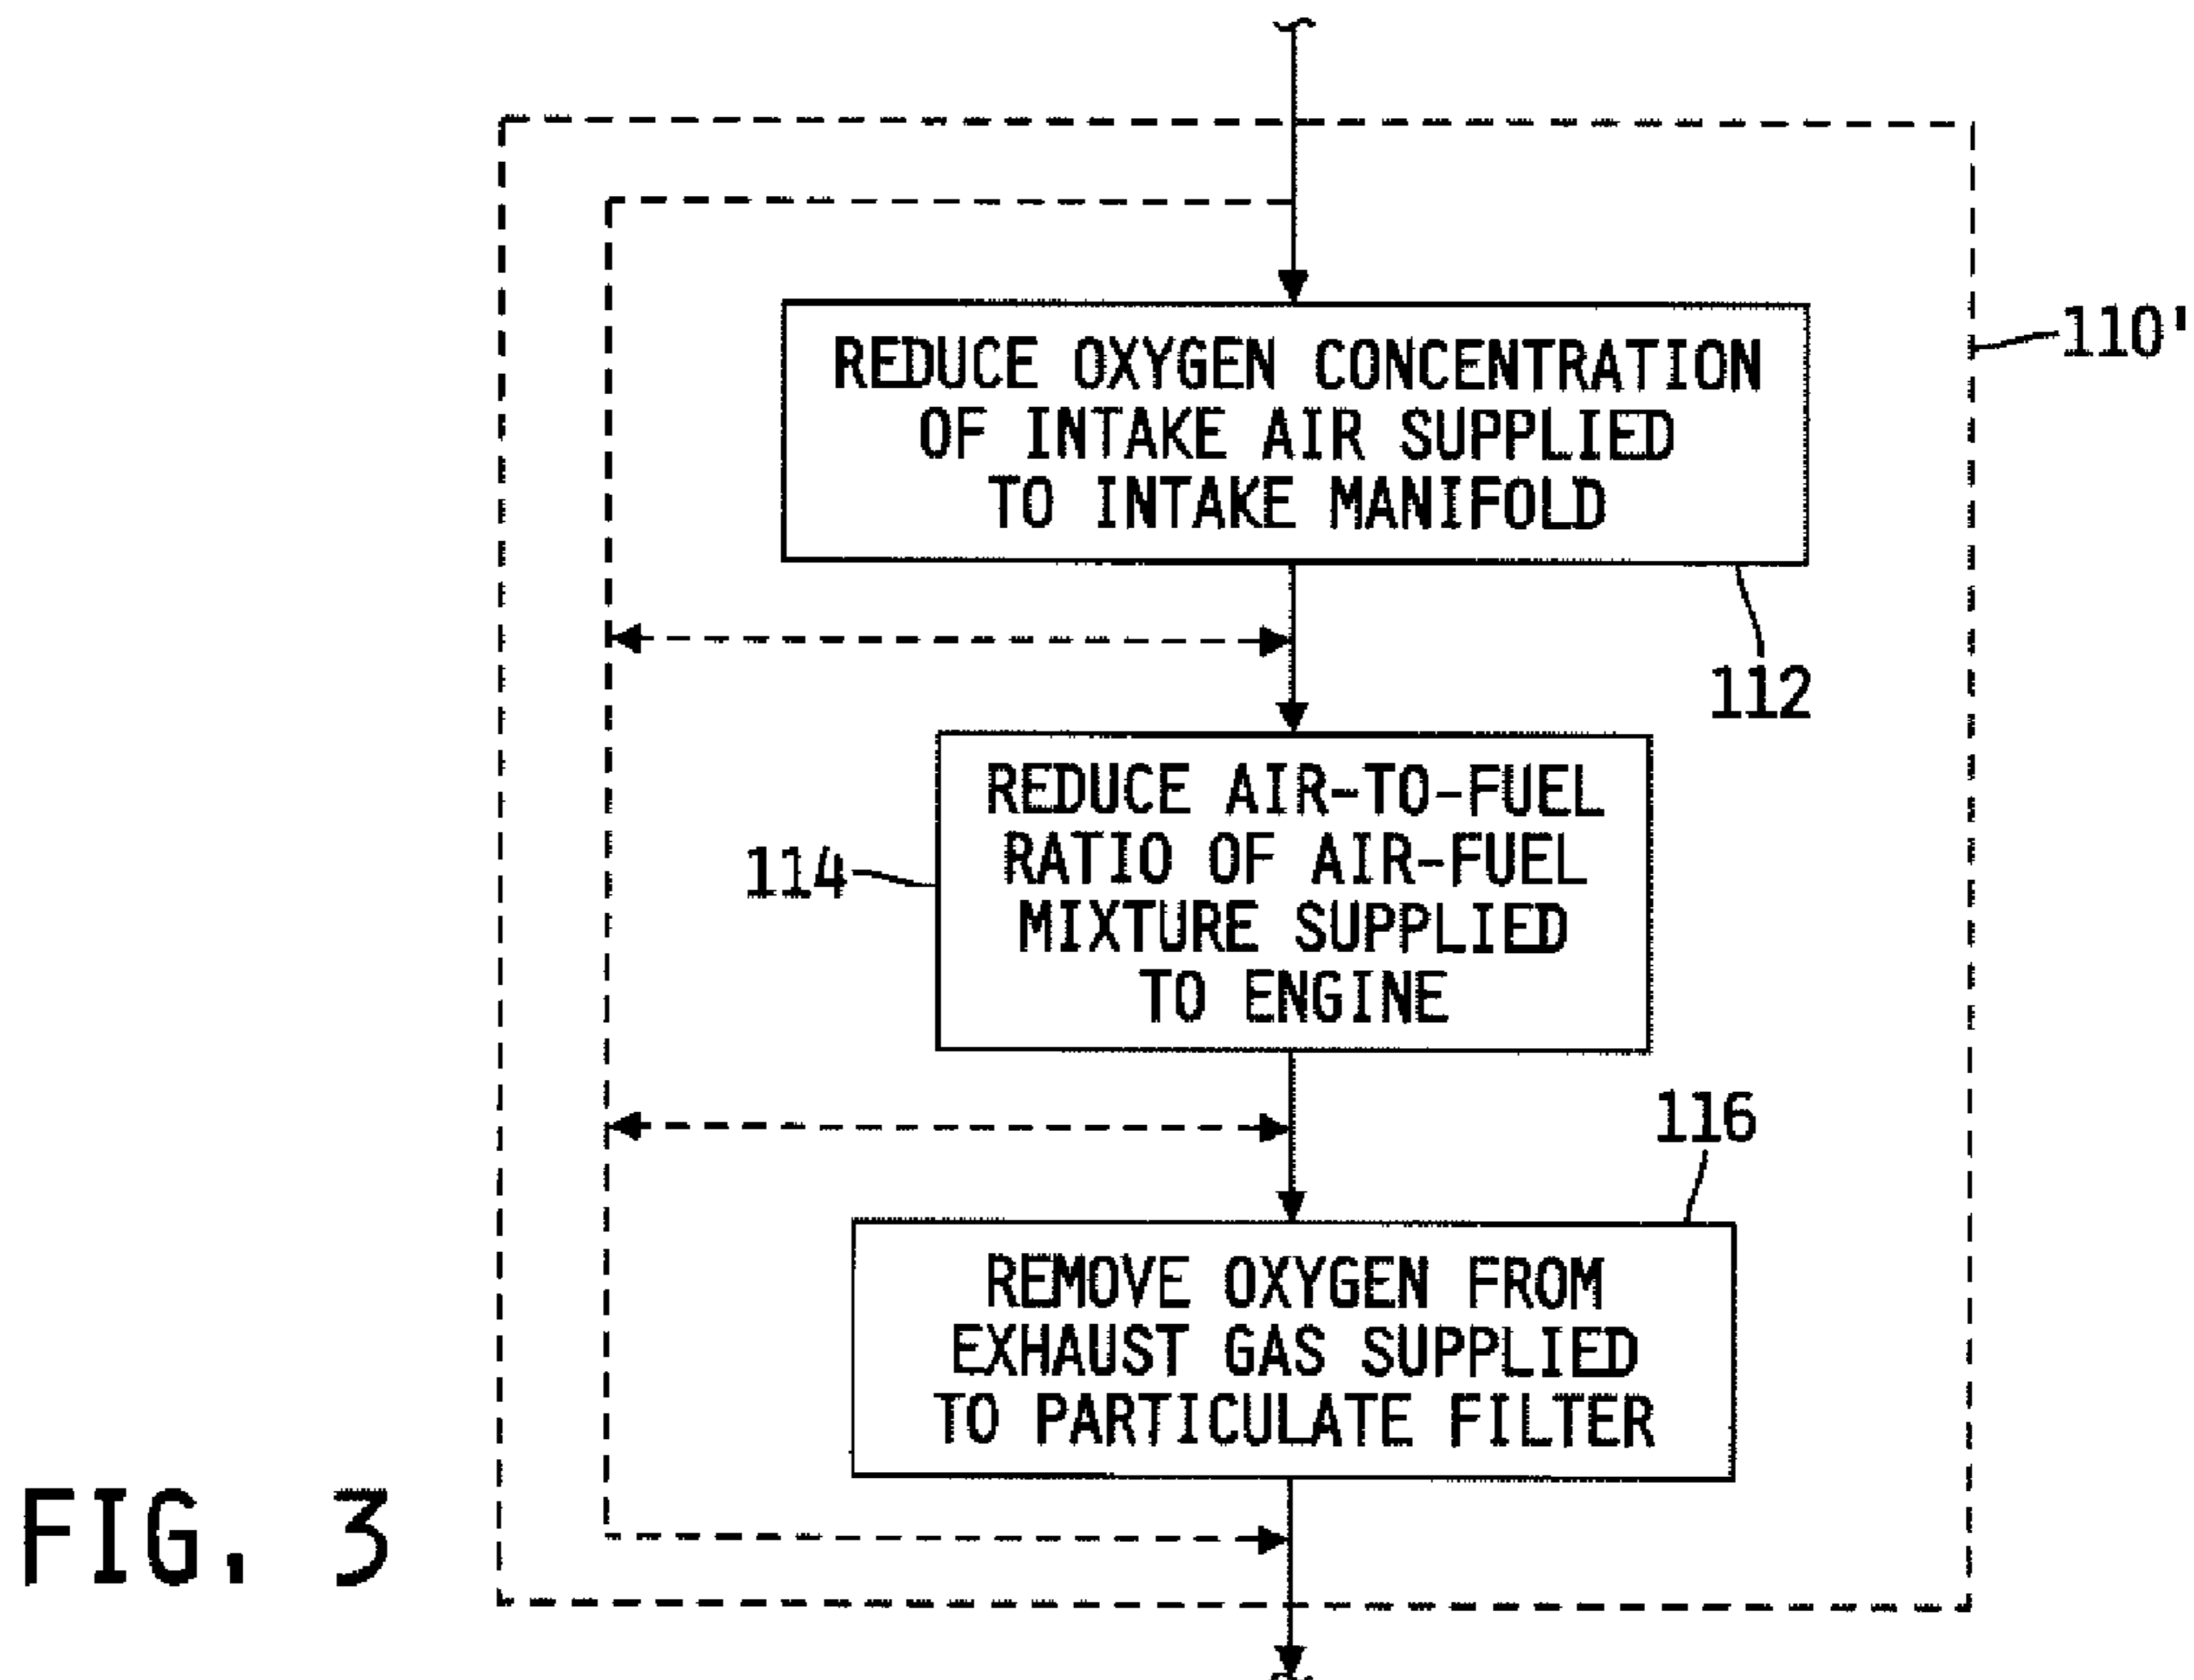 REDUCE OXYGEN CONCENTRATION
OF INTAKE AIR SUPPLIED
TO INTAKE MANIFOLD
110'
112
REDUCE AIR-TO-FUEL
RATIO OF AIR-FUEL
MIXTURE SUPPLIED
TO ENGINE
114
116
REMOVE OXYGEN FROM
EXHAUST GAS SUPPLIED
TO PARTICULATE FILTER
FIG. 3